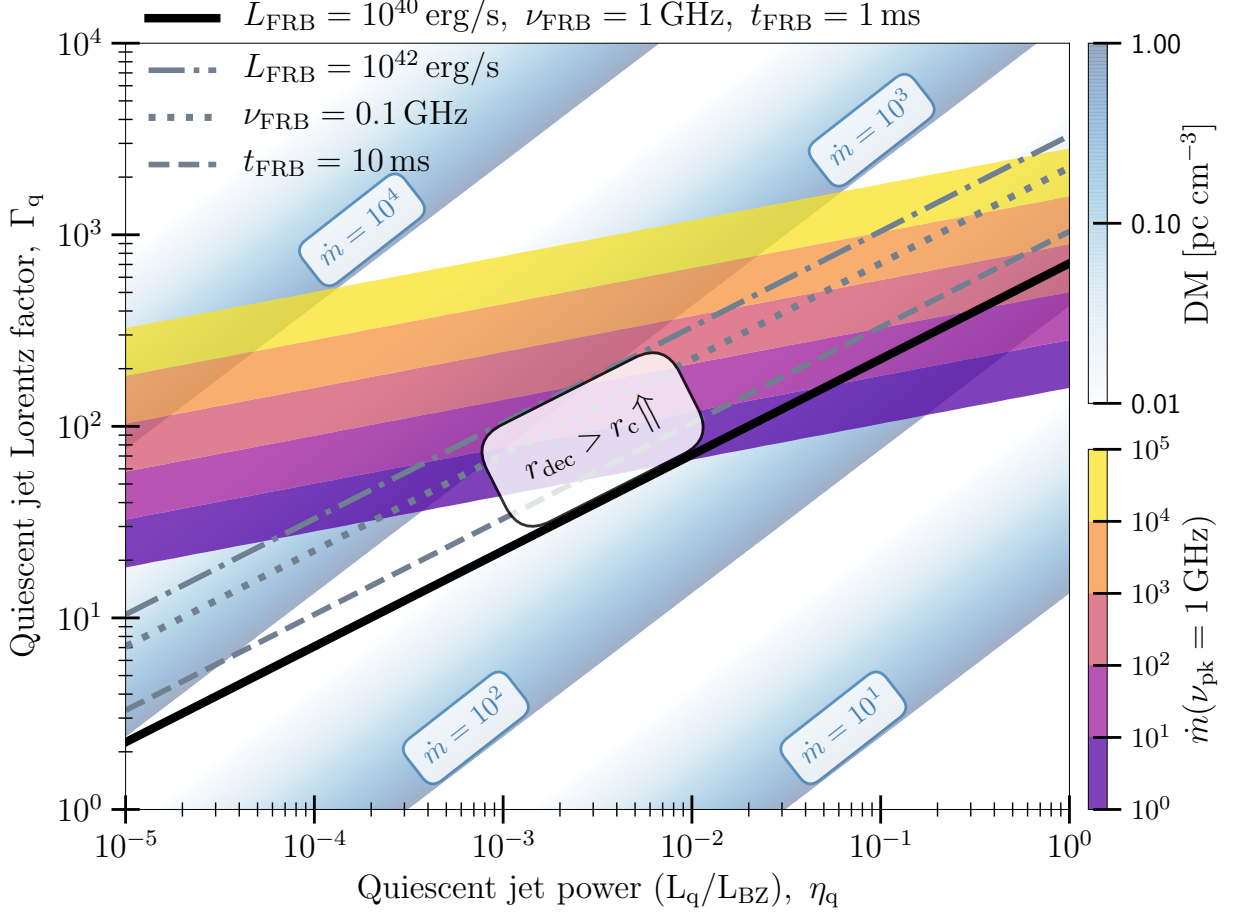 L_FRB = 10^40 erg/s, ν_FRB = 1 GHz, t_FRB = 1 ms
L_FRB = 10^42 erg/s
ν_FRB = 0.1 GHz
t_FRB = 10 ms
10^4
10^3
10^2
10^1
10^0
Quiescent jet Lorentz factor, Γ_q
ṁ = 10^4
ṁ = 10^3
r_dec > r_c ⇑
ṁ = 10^2
ṁ = 10^1
10^-5
10^-4
10^-3
10^-2
10^-1
10^0
Quiescent jet power (L_q/L_BZ), η_q
1.00
0.10
0.01
DM [pc cm^-3]
10^5
10^4
10^3
10^2
10^1
10^0
ṁ(ν_pk = 1 GHz)